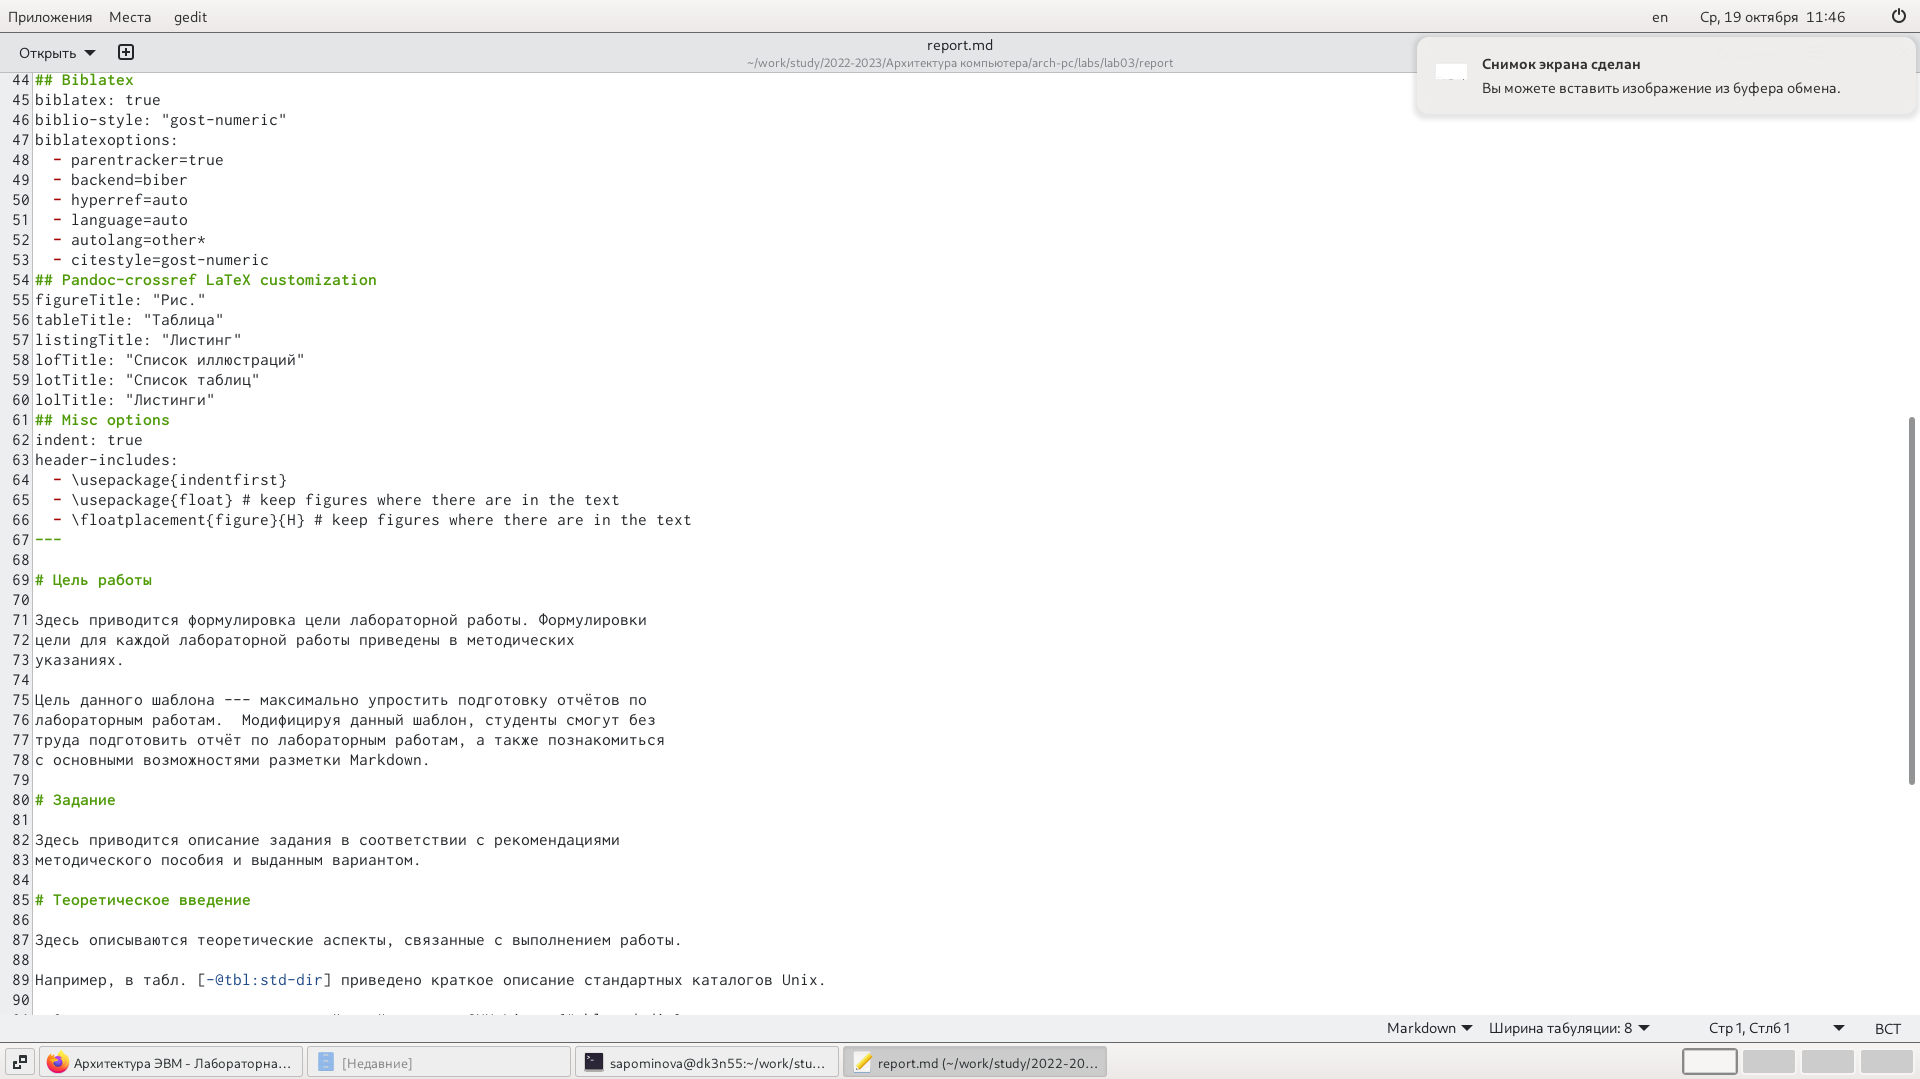 Приложения Места gedit en Ср, 19 октября 11:46
Открыть report.md
~/work/study/2022-2023/Архитектура компьютера/arch-pc/labs/lab03/report
Снимок экрана сделан
Вы можете вставить изображение из буфера обмена.
44 ## Biblatex
45 biblatex: true
46 biblio-style: "gost-numeric"
47 biblatexoptions:
48   - parentracker=true
49   - backend=biber
50   - hyperref=auto
51   - language=auto
52   - autolang=other*
53   - citestyle=gost-numeric
54 ## Pandoc-crossref LaTeX customization
55 figureTitle: "Рис."
56 tableTitle: "Таблица"
57 listingTitle: "Листинг"
58 lofTitle: "Список иллюстраций"
59 lotTitle: "Список таблиц"
60 lolTitle: "Листинги"
61 ## Misc options
62 indent: true
63 header-includes:
64   - \usepackage{indentfirst}
65   - \usepackage{float} # keep figures where there are in the text
66   - \floatplacement{figure}{H} # keep figures where there are in the text
67 ---
68
69 # Цель работы
70
71 Здесь приводится формулировка цели лабораторной работы. Формулировки
72 цели для каждой лабораторной работы приведены в методических
73 указаниях.
74
75 Цель данного шаблона --- максимально упростить подготовку отчётов по
76 лабораторным работам.  Модифицируя данный шаблон, студенты смогут без
77 труда подготовить отчёт по лабораторным работам, а также познакомиться
78 с основными возможностями разметки Markdown.
79
80 # Задание
81
82 Здесь приводится описание задания в соответствии с рекомендациями
83 методического пособия и выданным вариантом.
84
85 # Теоретическое введение
86
87 Здесь описываются теоретические аспекты, связанные с выполнением работы.
88
89 Например, в табл. [-@tbl:std-dir] приведено краткое описание стандартных каталогов Unix.
90
Markdown Ширина табуляции: 8 Стр 1, Стлб 1 ВСТ
Архитектура ЭВМ - Лабораторна... [Недавние] sapominova@dk3n55:~/work/stu... report.md (~/work/study/2022-20...